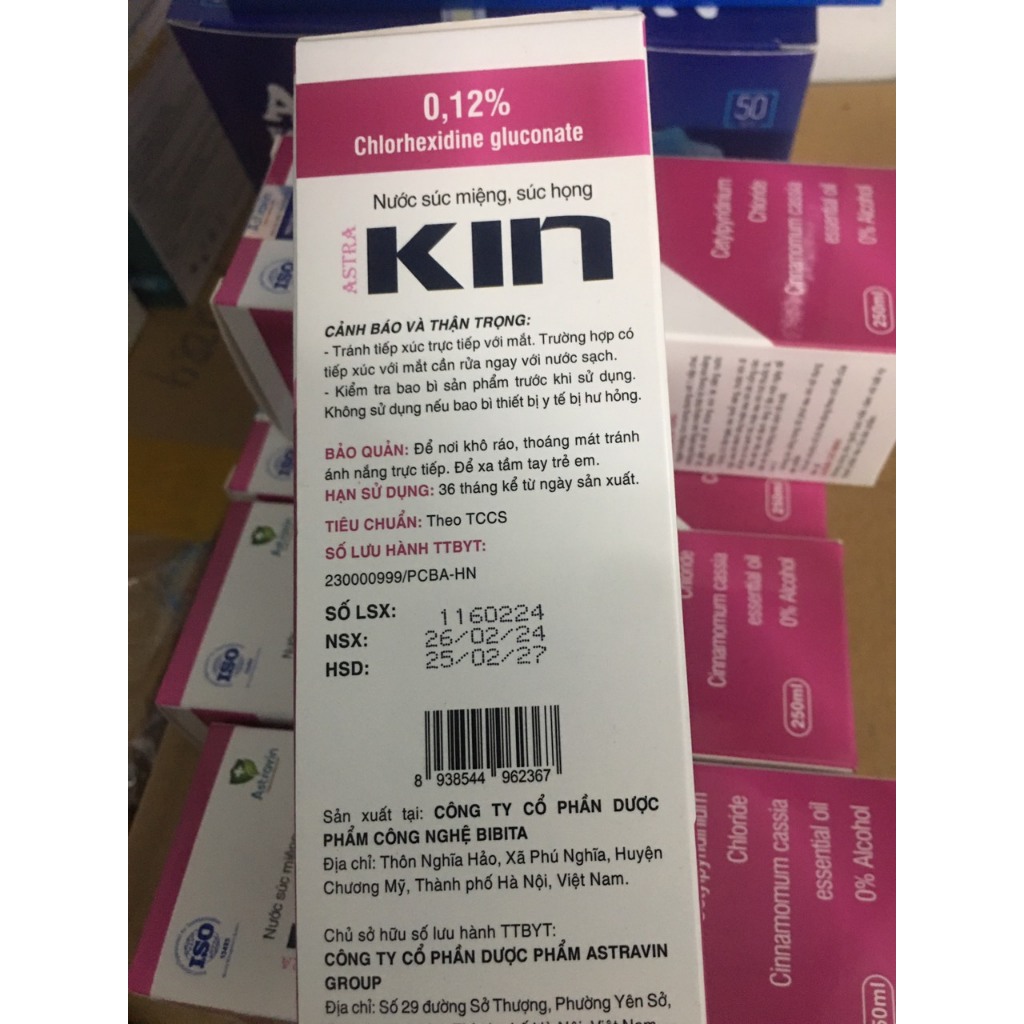 0,12%
Chlorhexidine gluconate
Nước súc miệng, súc họng
ASTRA
KIN
CẢNH BÁO VÀ THẬN TRỌNG:
- Tránh tiếp xúc trực tiếp với mắt. Trường hợp có
tiếp xúc với mắt cần rửa ngay với nước sạch.
- Kiểm tra bao bì sản phẩm trước khi sử dụng.
Không sử dụng nếu bao bì thiết bị y tế bị hư hỏng.
BẢO QUẢN: Để nơi khô ráo, thoáng mát tránh
ánh nắng trực tiếp. Để xa tầm tay trẻ em.
HẠN SỬ DỤNG: 36 tháng kể từ ngày sản xuất.
TIÊU CHUẨN: Theo TCCS
SỐ LƯU HÀNH TTBYT:
230000999/PCBA-HN
SỐ LSX: 1160224
NSX: 26/02/24
HSD: 25/02/27
8 938544 962367
Sản xuất tại: CÔNG TY CỔ PHẦN DƯỢC
PHẨM CÔNG NGHỆ BIBITA
Địa chỉ: Thôn Nghĩa Hảo, Xã Phú Nghĩa, Huyện
Chương Mỹ, Thành phố Hà Nội, Việt Nam.
Chủ sở hữu số lưu hành TTBYT:
CÔNG TY CỔ PHẦN DƯỢC PHẨM ASTRAVIN
GROUP
Địa chỉ: Số 29 đường Sở Thượng, Phường Yên Sở,
50
Cetylpyridinium
Chloride
Cinnamomum cassia
essential oil
0% Alcohol
250ml
250ml
Chloride
Cinnamomum cassia
essential oil
0% Alcohol
250ml
Chloride
Cinnamomum cassia
essential oil
0% Alcohol
ISO
ISO
ISO
Astravin
Nước súc miệng
ISO
13485